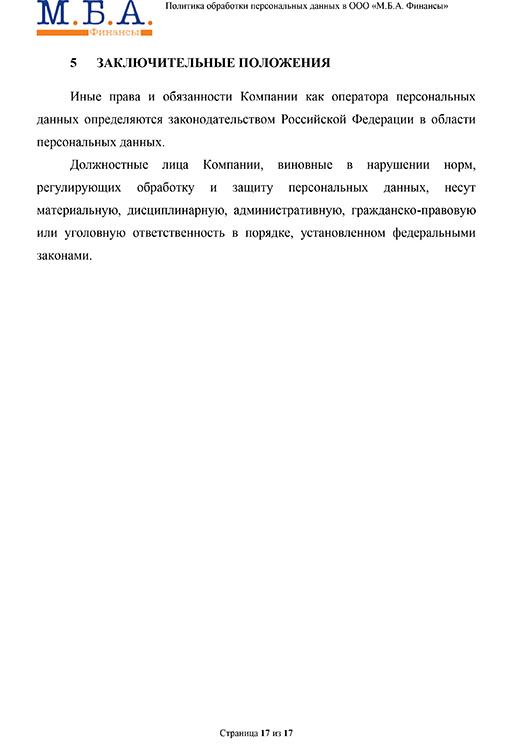 М.Б.А.
Финансы
Политика обработки персональных данных в ООО «М.Б.А. Финансы»
5 ЗАКЛЮЧИТЕЛЬНЫЕ ПОЛОЖЕНИЯ
Иные права и обязанности Компании как оператора персональных
данных определяются законодательством Российской Федерации в области
персональных данных.
Должностные лица Компании, виновные в нарушении норм,
регулирующих обработку и защиту персональных данных, несут
материальную, дисциплинарную, административную, гражданско-правовую
или уголовную ответственность в порядке, установленном федеральными
законами.
Страница 17 из 17